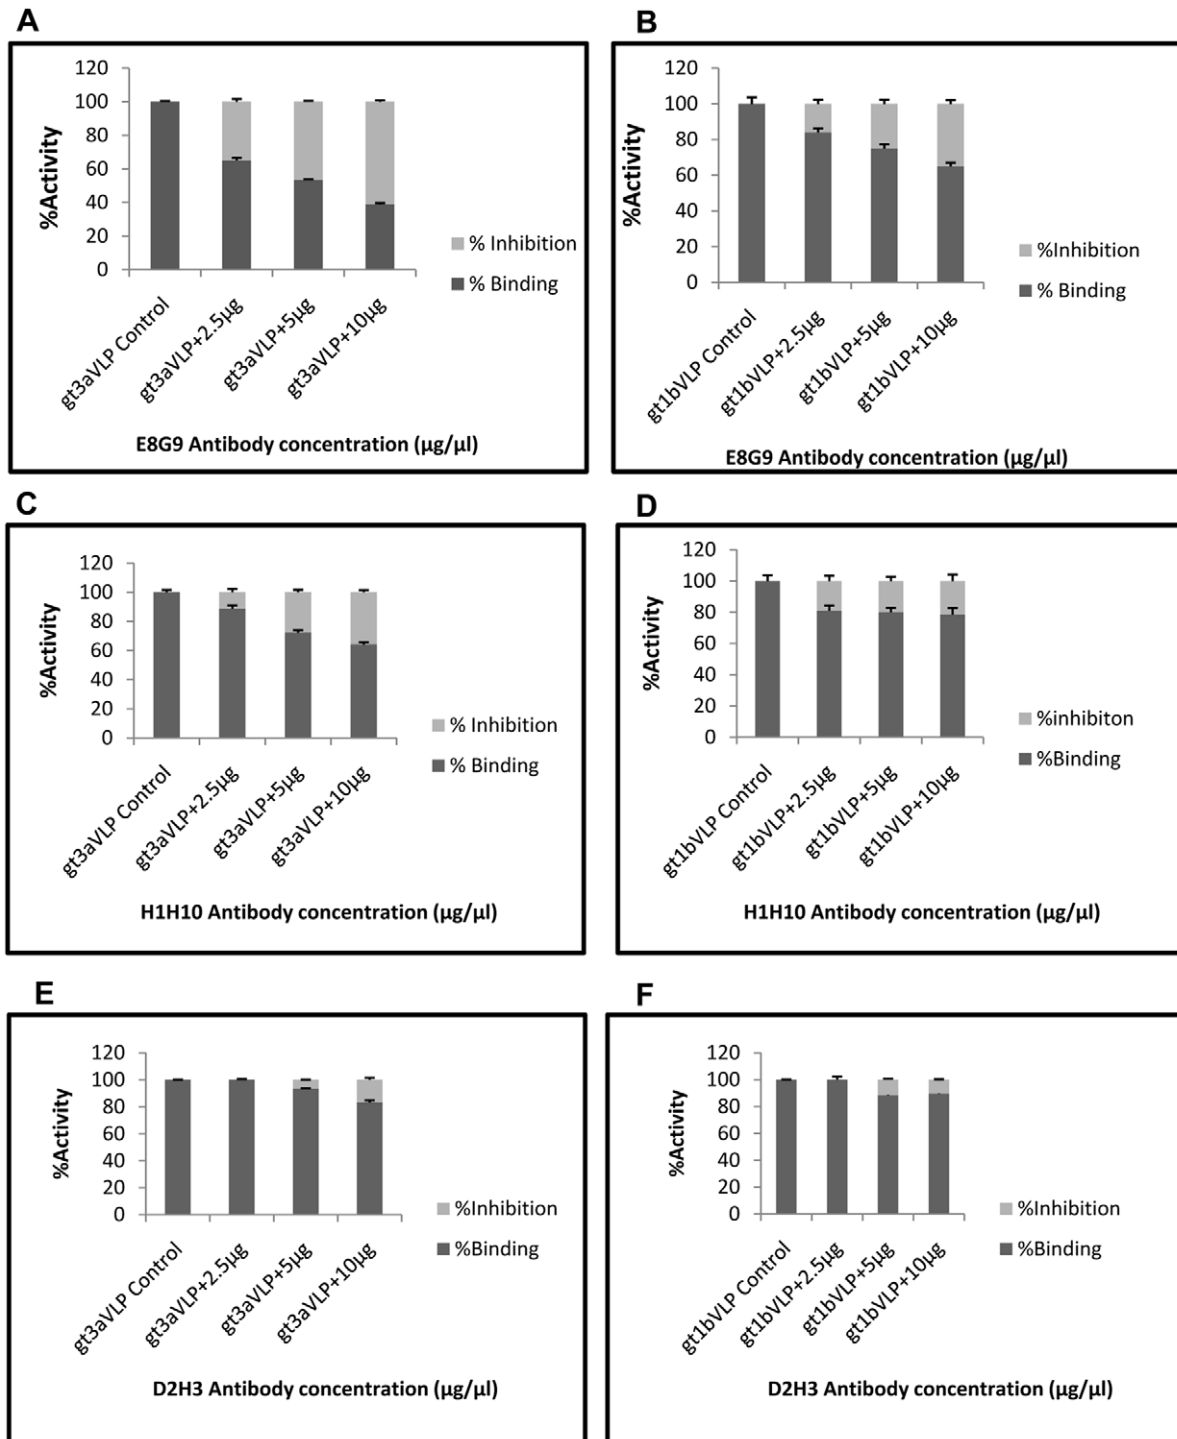 A
120
100
80
60
40
20
0
%Activity
% Inhibition
% Binding
gt3aVLP Control
gt3aVLP+2.5µg
gt3aVLP+5µg
gt3aVLP+10µg
E8G9 Antibody concentration (µg/µl)
B
120
100
80
60
40
20
0
%Activity
%Inhibition
% Binding
gt1bVLP Control
gt1bVLP+2.5µg
gt1bVLP+5µg
gt1bVLP+10µg
E8G9 Antibody concentration (µg/µl)
C
120
100
80
60
40
20
0
%Activity
% Inhibition
% Binding
gt3aVLP Control
gt3aVLP+2.5µg
gt3aVLP+5µg
gt3aVLP+10µg
H1H10 Antibody concentration (µg/µl)
D
120
100
80
60
40
20
0
%Activity
%inhibiton
%Binding
gt1bVLP Control
gt1bVLP+2.5µg
gt1bVLP+5µg
gt1bVLP+10µg
H1H10 Antibody concentration (µg/µl)
E
120
100
80
60
40
20
0
%Activity
%Inhibition
%Binding
gt3aVLP Control
gt3aVLP+2.5µg
gt3aVLP+5µg
gt3aVLP+10µg
D2H3 Antibody concentration (µg/µl)
F
120
100
80
60
40
20
0
%Activity
%Inhibition
%Binding
gt1bVLP Control
gt1bVLP+2.5µg
gt1bVLP+5µg
gt1bVLP+10µg
D2H3 Antibody concentration (µg/µl)